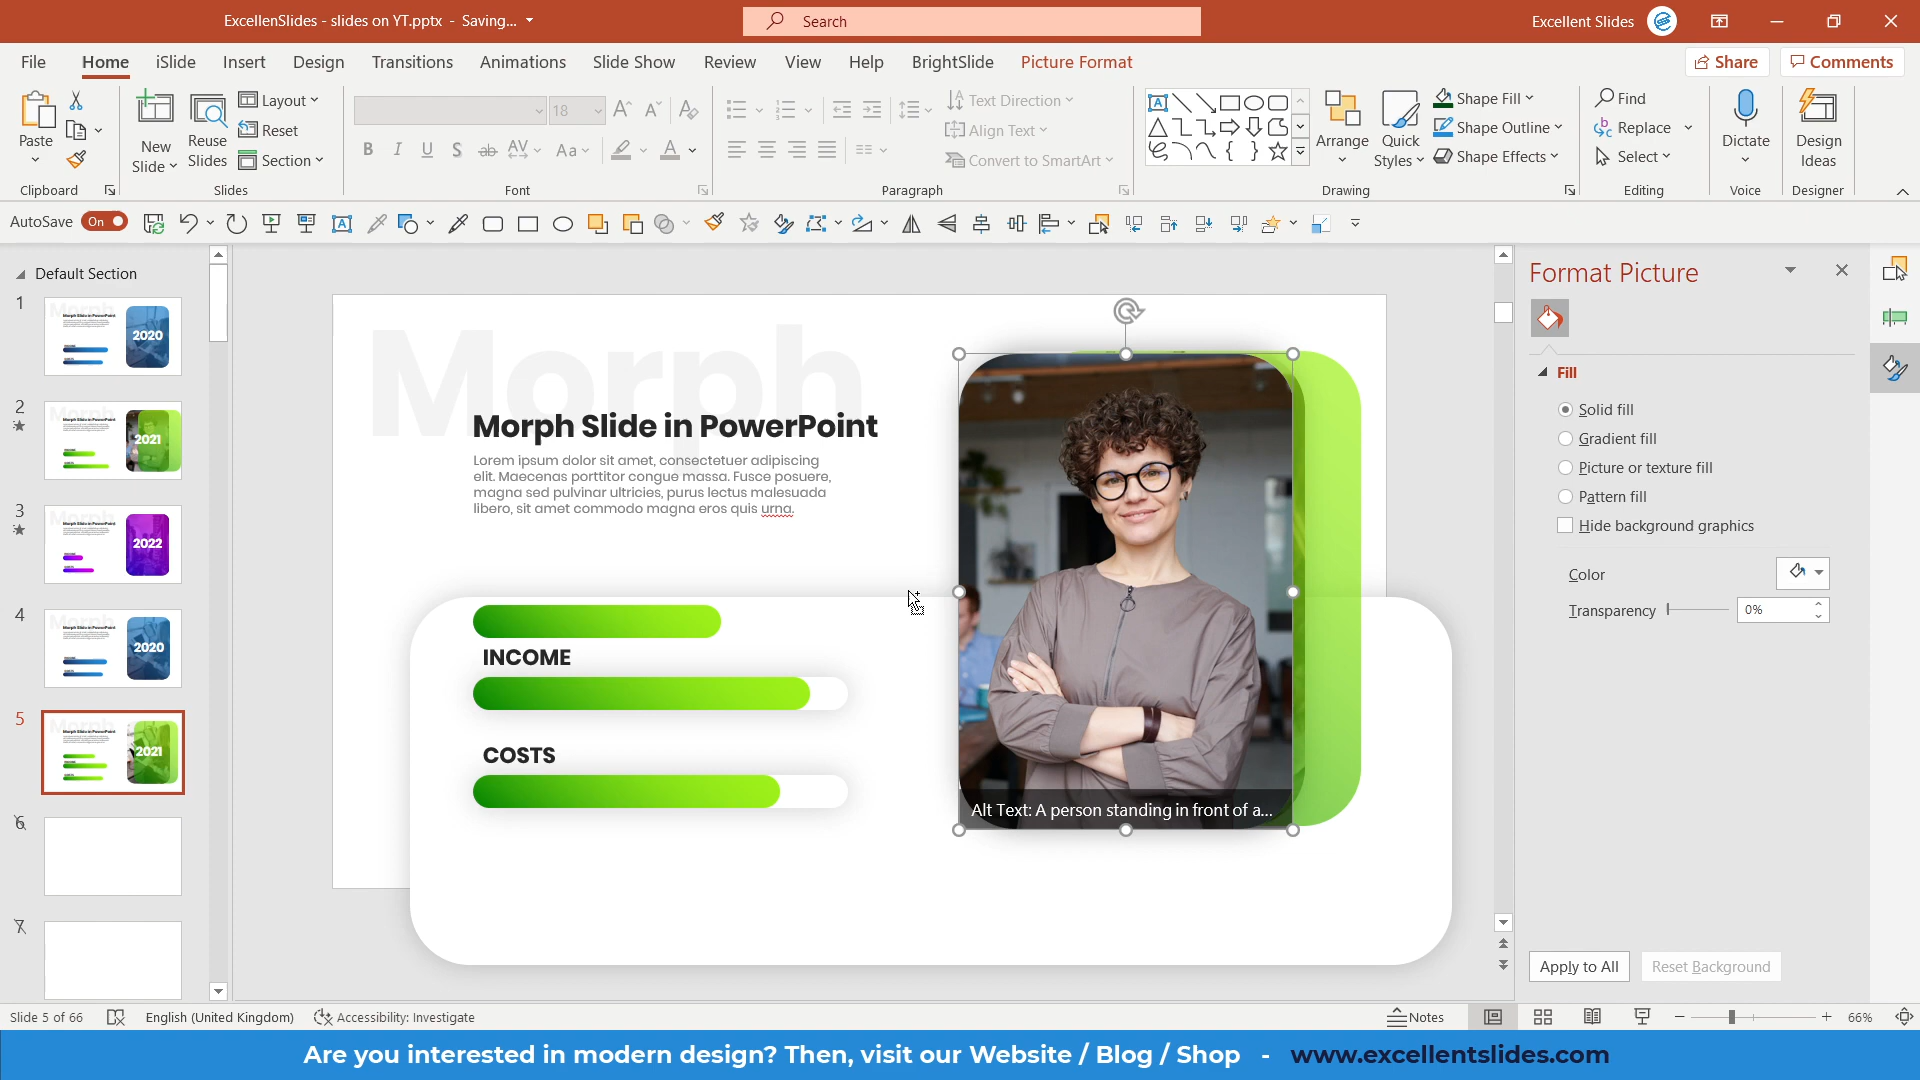 ExcellenSlides - slides on YT.pptx - Saving...
Search
Excellent Slides
File
Home
iSlide
Insert
Design
Transitions
Animations
Slide Show
Review
View
Help
BrightSlide
Picture Format
Share
Comments
Paste
New
Slide
Reuse
Slides
Layout
Reset
Section
18
Text Direction
Align Text
Convert to SmartArt
Arrange
Quick
Styles
Shape Fill
Shape Outline
Shape Effects
Find
Replace
Select
Dictate
Design
Ideas
Clipboard
Slides
Font
Paragraph
Drawing
Editing
Voice
Designer
AutoSave On
Default Section
1
2020
2
2021
3
2022
4
2020
5
2021
6
7
Morph
Morph Slide in PowerPoint
Lorem ipsum dolor sit amet, consectetuer adipiscing
elit. Maecenas porttitor congue massa. Fusce posuere,
magna sed pulvinar ultricies, purus lectus malesuada
libero, sit amet commodo magna eros quis urna.
INCOME
COSTS
Alt Text: A person standing in front of a...
Format Picture
Fill
Solid fill
Gradient fill
Picture or texture fill
Pattern fill
Hide background graphics
Color
Transparency 0%
Apply to All
Reset Background
Slide 5 of 66
English (United Kingdom)
Accessibility: Investigate
Notes
66%
Are you interested in modern design? Then, visit our Website / Blog / Shop - www.excellentslides.com